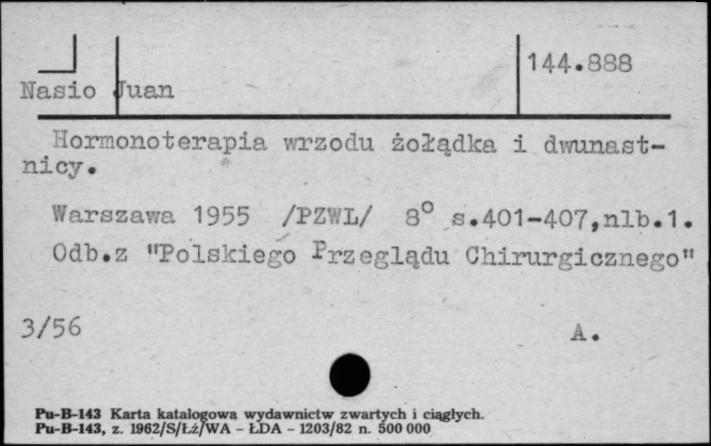 144.888
Nasio Juan
Hormonoterapia wrzodu żołądka i dwunast-
nicy.
Warszawa 1955 /PZWL/ 8° s.401-407,nlb.1.
Odb.z "Polskiego Przeglądu Chirurgicznego"
3/56 A.
Pu-B-143 Karta katalogowa wydawnictw zwartych i ciągłych.
Pu-B-143, z. 1962/S/Łź/WA - ŁDA - 1203/82 n. 500 000